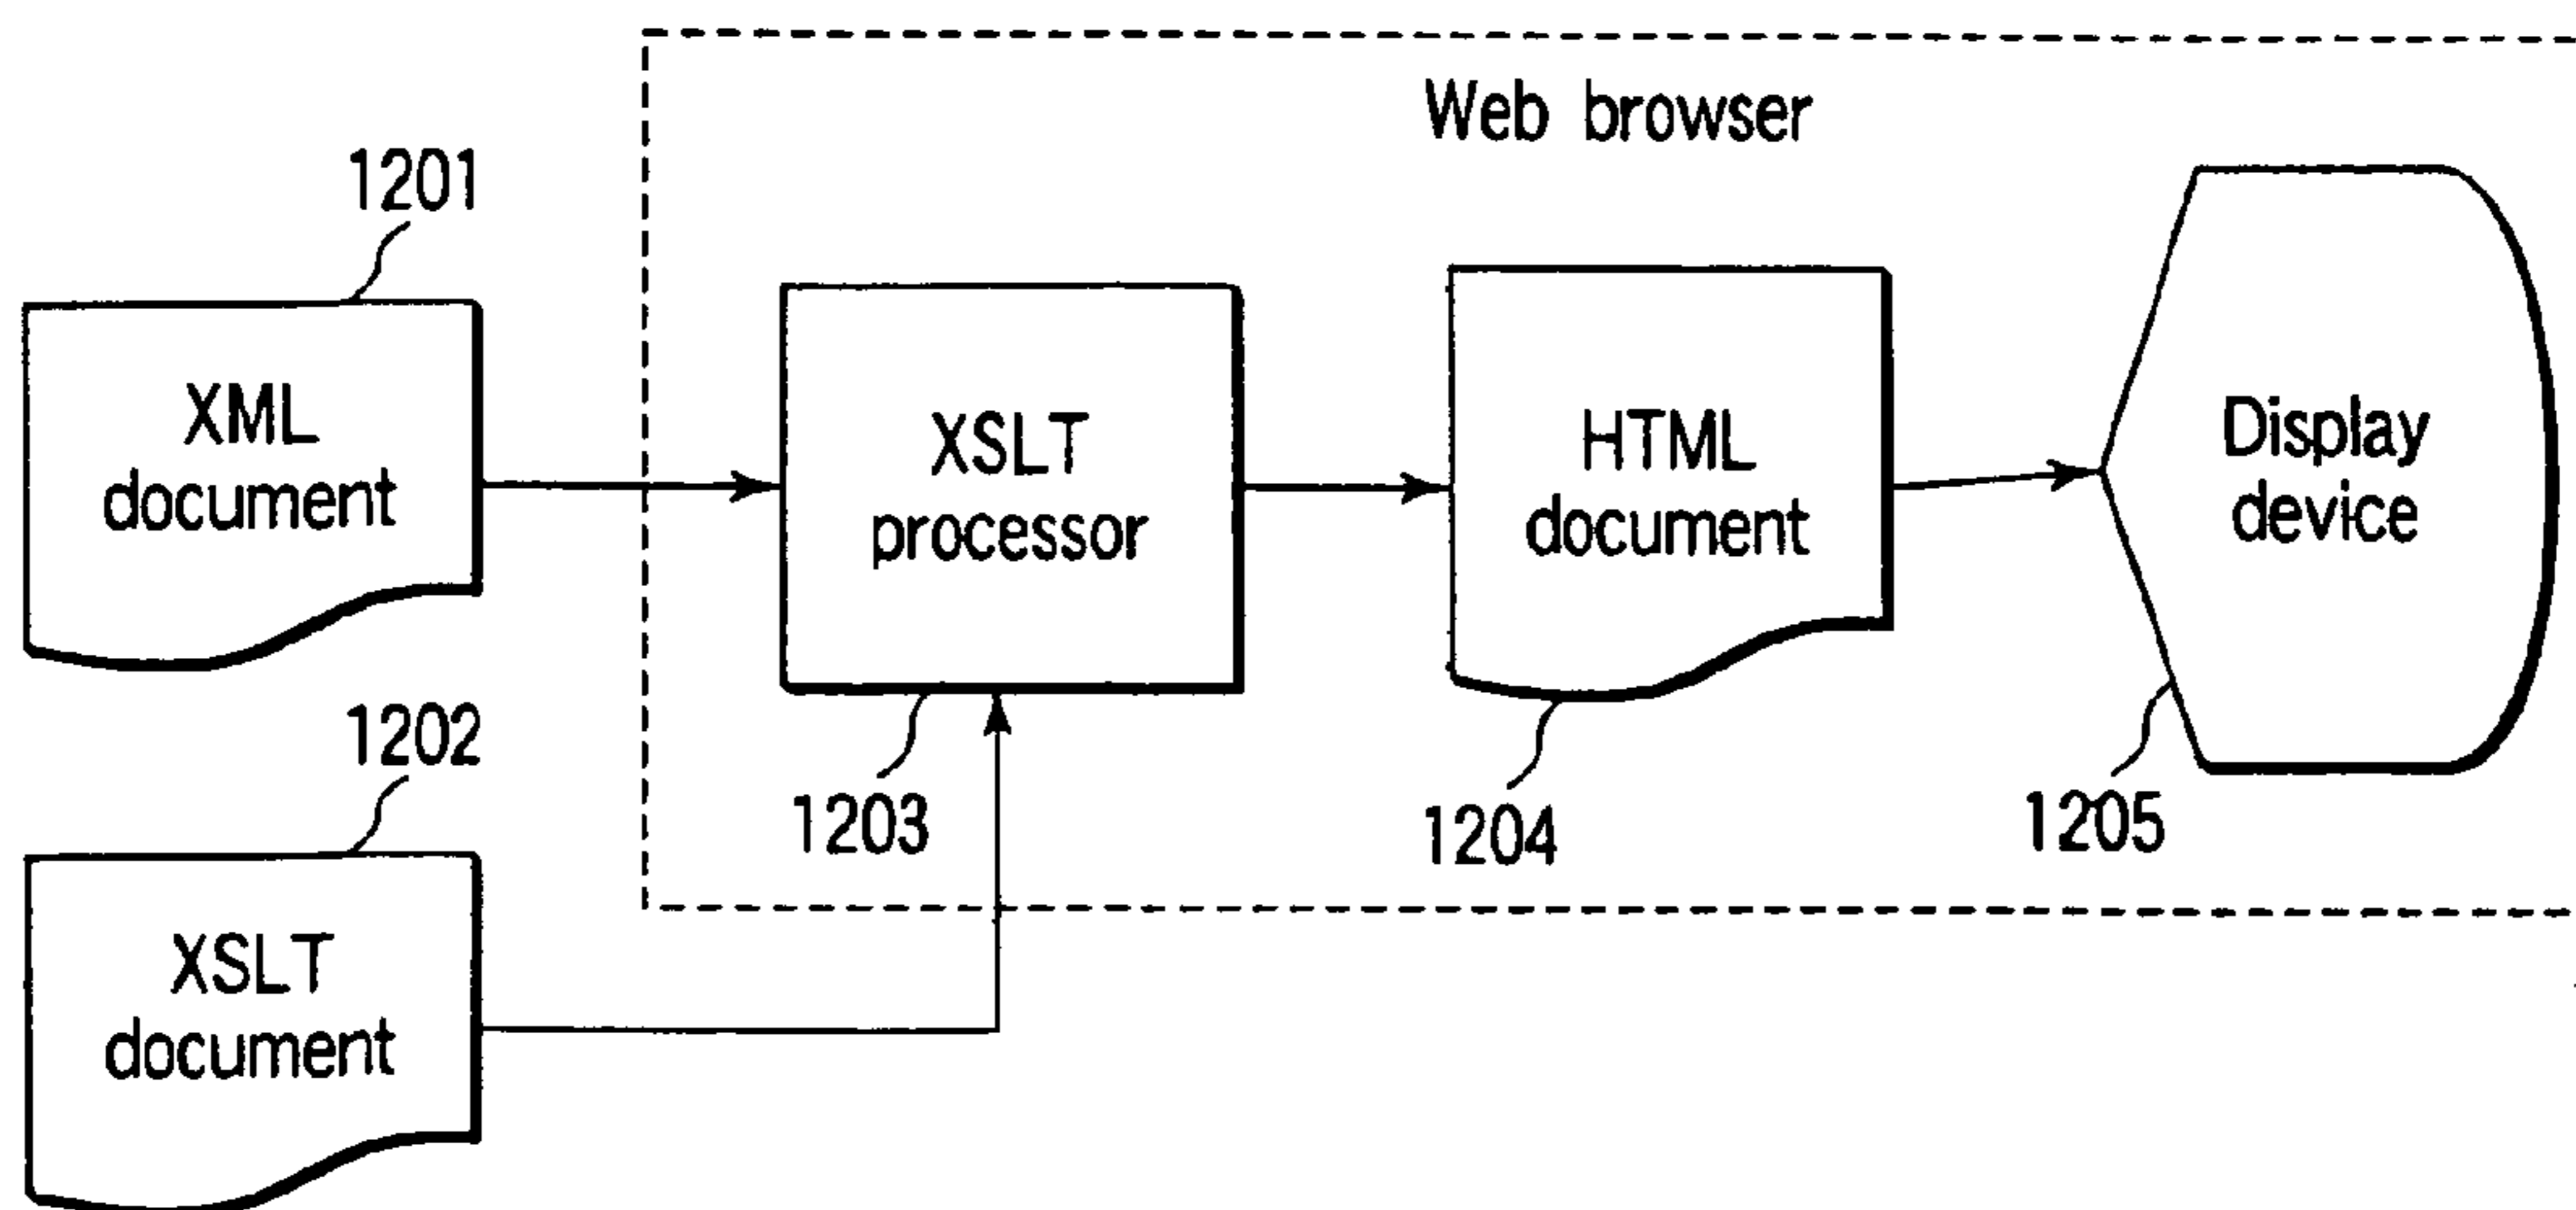 Web browser
1201
XML
document
XSLT
processor
HTML
document
Display
device
1202
1203
1204
1205
XSLT
document